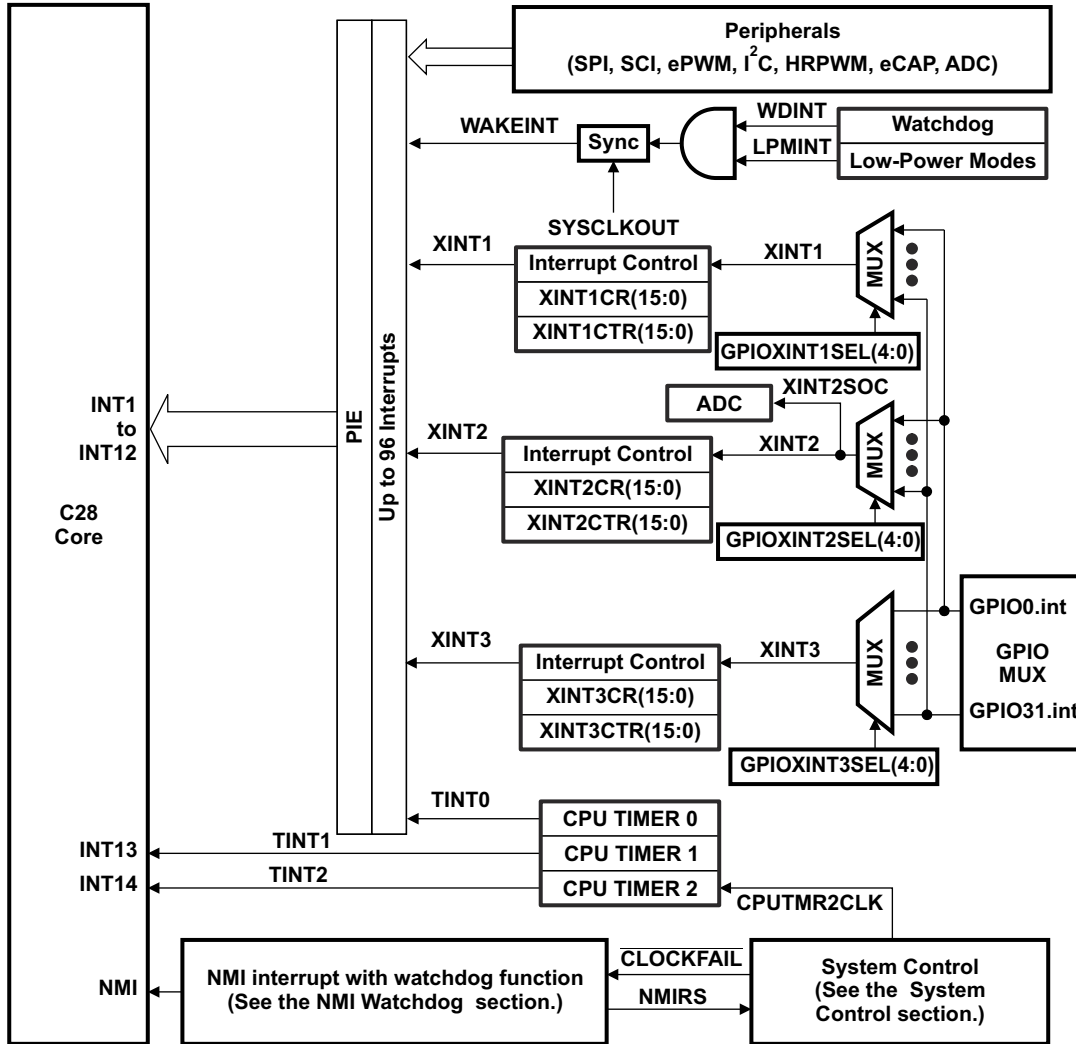 Peripherals
(SPI, SCI, ePWM, I2C, HRPWM, eCAP, ADC)
WDINT
Watchdog
WAKEINT
Sync
LPMINT
Low-Power Modes
SYSCLKOUT
XINT1
Interrupt Control
XINT1
MUX
XINT1CR(15:0)
XINT1CTR(15:0)
GPIOXINT1SEL(4:0)
XINT2SOC
ADC
INT1
to
INT12
PIE
Up to 96 Interrupts
XINT2
Interrupt Control
XINT2
MUX
XINT2CR(15:0)
XINT2CTR(15:0)
GPIOXINT2SEL(4:0)
C28
Core
GPIO0.int
GPIO
MUX
GPIO31.int
XINT3
Interrupt Control
XINT3
MUX
XINT3CR(15:0)
XINT3CTR(15:0)
GPIOXINT3SEL(4:0)
TINT0
CPU TIMER 0
INT13
TINT1
CPU TIMER 1
INT14
TINT2
CPU TIMER 2
CPUTMR2CLK
NMI
NMI interrupt with watchdog function
(See the NMI Watchdog section.)
CLOCKFAIL
NMIRS
System Control
(See the System
Control section.)